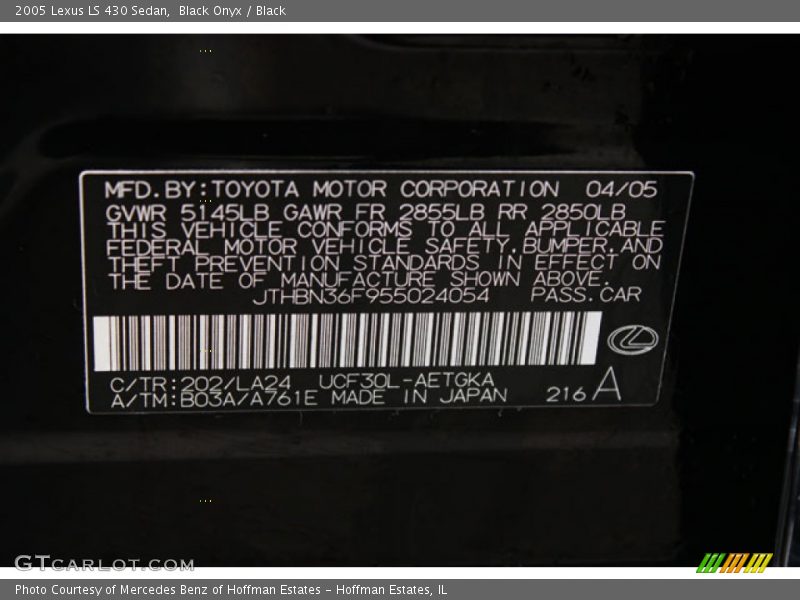 2005 Lexus LS 430 Sedan,  Black Onyx / Black
MFD. BY: TOYOTA MOTOR CORPORATION 04/05
GVWR 5145LB GAWR FR 2855LB RR 2850LB
THIS VEHICLE CONFORMS TO ALL APPLICABLE
FEDERAL MOTOR VEHICLE SAFETY, BUMPER, AND
THEFT PREVENTION STANDARDS IN EFFECT ON
THE DATE OF MANUFACTURE SHOWN ABOVE.
JTHBN36F955024054 PASS. CAR
C/TR: 202/LA24 UCF30L-AETGKA
A/TM: B03A/A761E MADE IN JAPAN 216 A
GTCARLOT.COM
Photo Courtesy of Mercedes Benz of Hoffman Estates - Hoffman Estates, IL